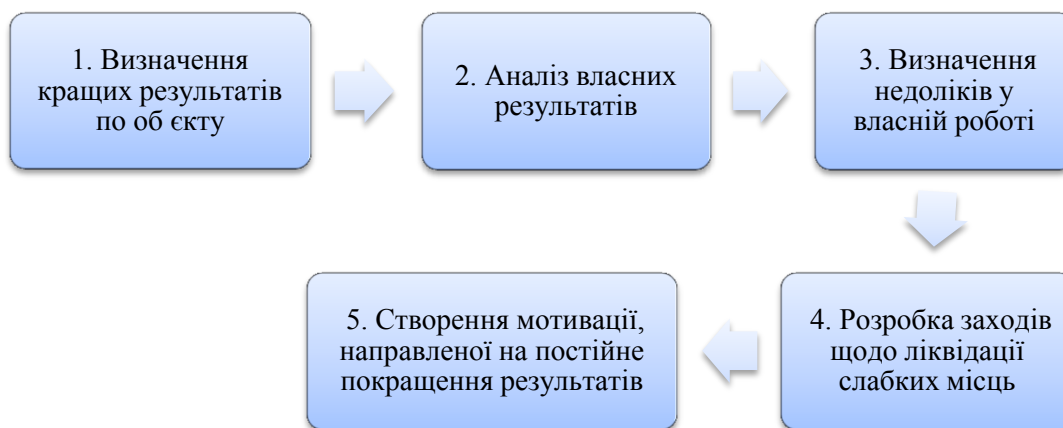 1. Визначення
кращих результатів
по об єкту
2. Аналіз власних
результатів
3. Визначення
недоліків у
власній роботі
4. Розробка заходів
щодо ліквідації
слабких місць
5. Створення мотивації,
направленої на постійне
покращення результатів